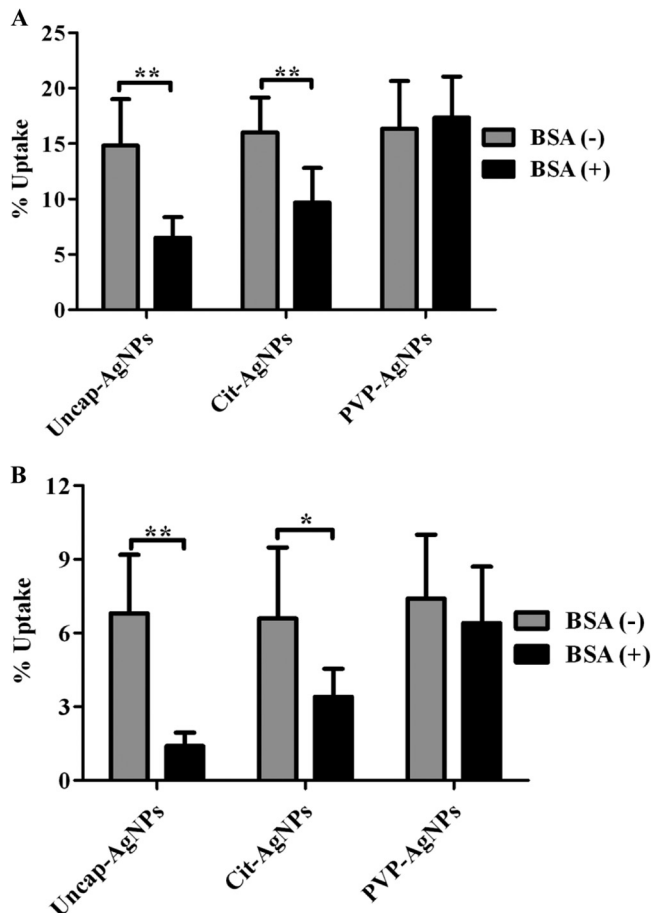 A
25
20
15
10
5
0
% Uptake
**
**
BSA (-)
BSA (+)
Uncap-AgNPs
Cit-AgNPs
PVP-AgNPs
B
12
9
6
3
0
% Uptake
**
*
BSA (-)
BSA (+)
Uncap-AgNPs
Cit-AgNPs
PVP-AgNPs